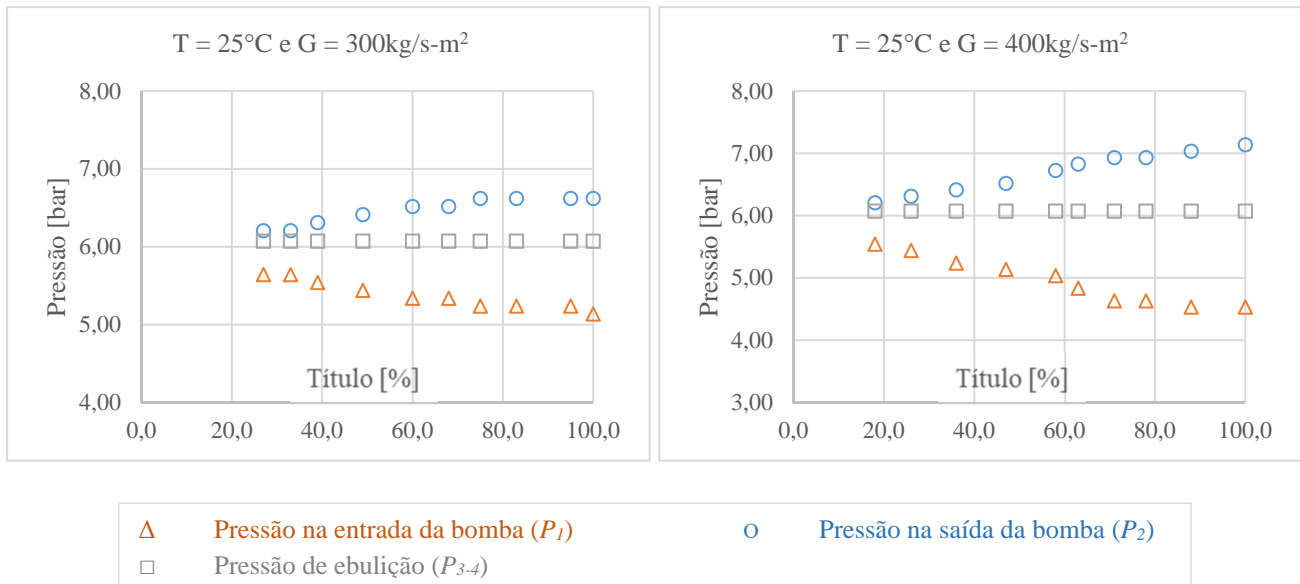 T = 25°C e G = 300kg/s-m²
8,00
7,00
6,00
5,00
4,00
Pressão [bar]
Título [%]
0,0 20,0 40,0 60,0 80,0 100,0
T = 25°C e G = 400kg/s-m²
8,00
7,00
6,00
5,00
4,00
3,00
Pressão [bar]
Título [%]
0,0 20,0 40,0 60,0 80,0 100,0
Pressão na entrada da bomba (P₁)
Pressão na saída da bomba (P₂)
Pressão de ebulição (P₃₋₄)